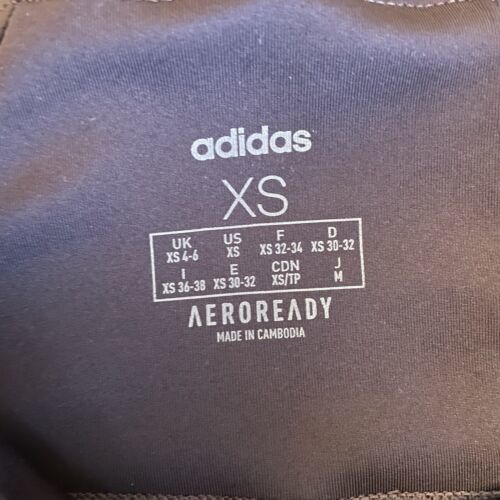 adidas
XS
UK US F D
XS 4-6 XS XS 32-34 XS 30-32
I E CDN J
XS 36-38 XS 30-32 XS/TP M
AEROREADY
MADE IN CAMBODIA